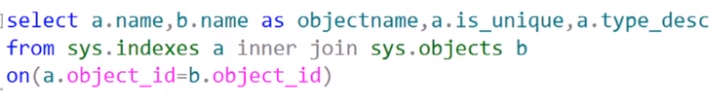 select a.name,b.name as objectname,a.is_unique,a.type_desc
from sys.indexes a inner join sys.objects b
on(a.object_id=b.object_id)